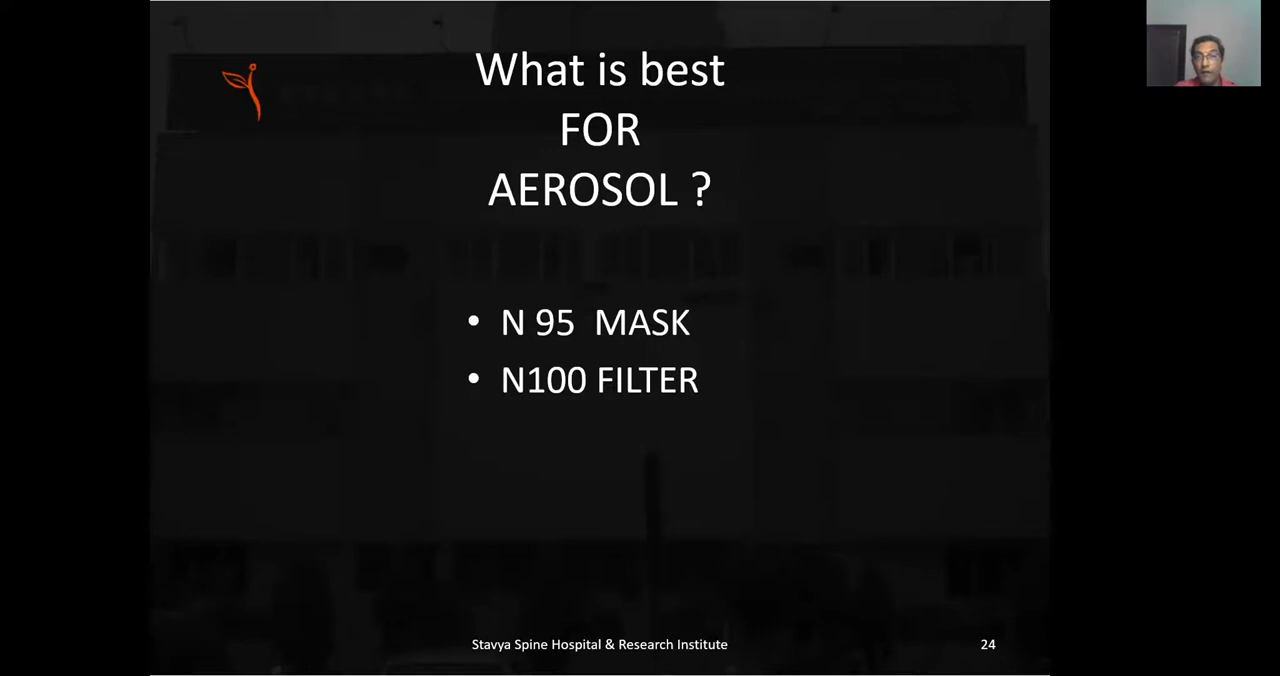 What is best
FOR
AEROSOL ?
• N 95 MASK
• N100 FILTER
Stavya Spine Hospital & Research Institute
24